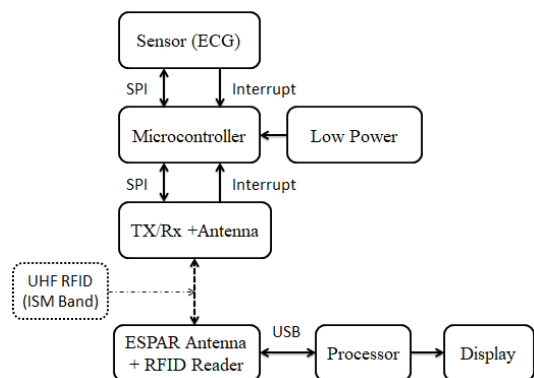 Sensor (ECG)
SPI
Interrupt
Microcontroller
Low Power
SPI
Interrupt
TX/Rx +Antenna
UHF RFID
(ISM Band)
ESPAR Antenna
+ RFID Reader
USB
Processor
Display